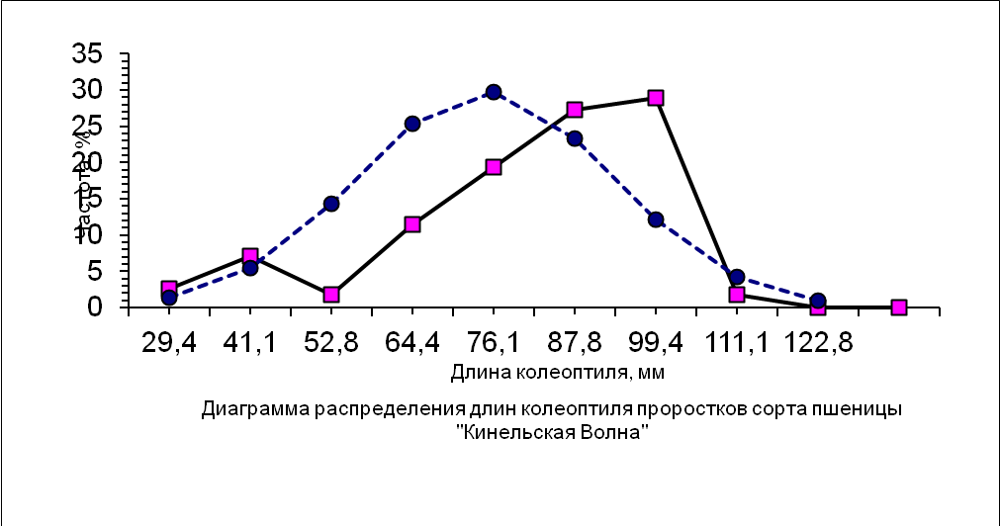 35
30
25
20
15
10
5
0
Частота, %
29,4 41,1 52,8 64,4 76,1 87,8 99,4 111,1 122,8
Длина колеоптиля, мм
Диаграмма распределения длин колеоптиля проростков сорта пшеницы
"Кинельская Волна"